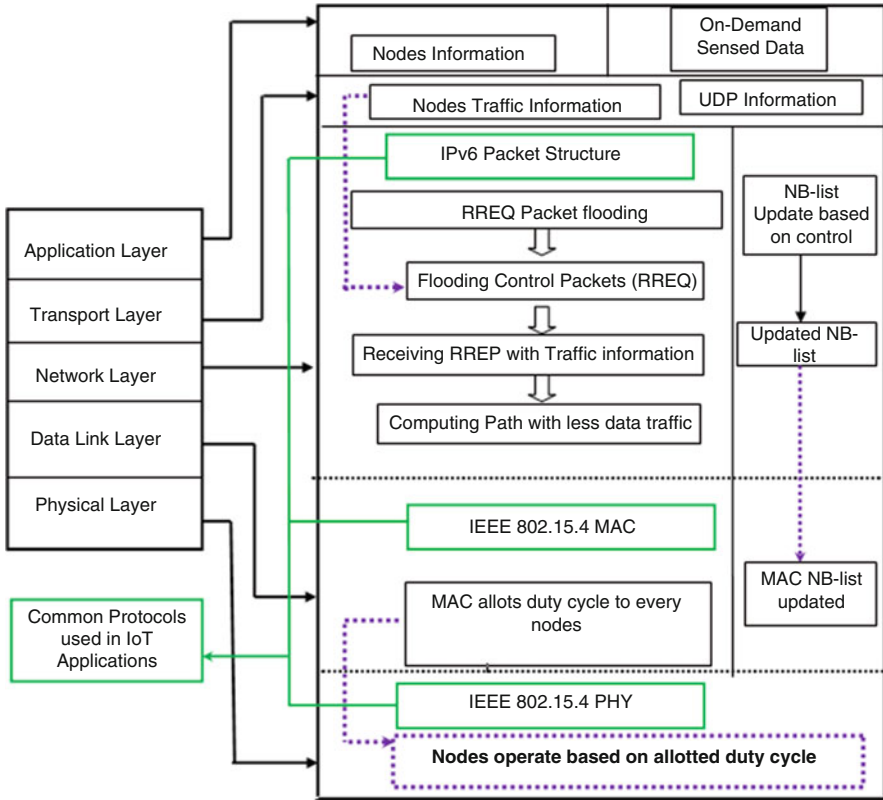 Nodes Information
On-Demand
Sensed Data
Nodes Traffic Information
UDP Information
IPv6 Packet Structure
RREQ Packet flooding
Flooding Control Packets (RREQ)
Receiving RREP with Traffic information
Computing Path with less data traffic
NB-list
Update based
on control
Updated NB-
list
Application Layer
Transport Layer
Network Layer
Data Link Layer
Physical Layer
IEEE 802.15.4 MAC
MAC allots duty cycle to every
nodes
MAC NB-list
updated
Common Protocols
used in IoT
Applications
IEEE 802.15.4 PHY
Nodes operate based on allotted duty cycle